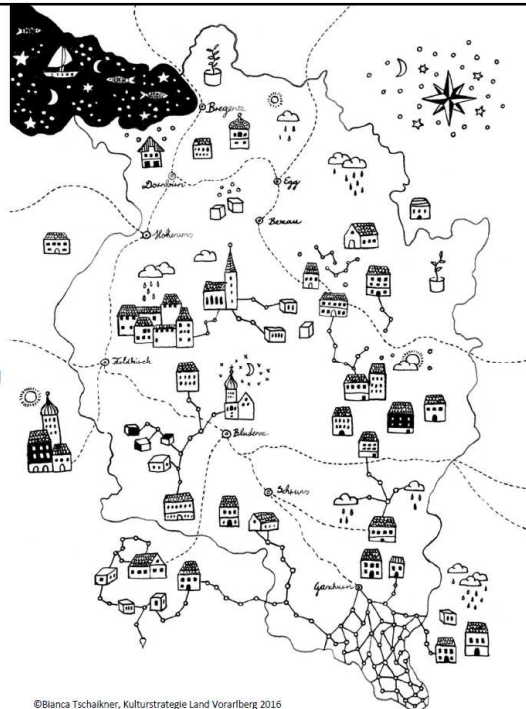 Bregenz
Dornbirn
Egg
Bezau
Hohenems
Feldkirch
Bludenz
Schruns
Gaschurn
©Bianca Tschaikner, Kulturstrategie Land Vorarlberg 2016